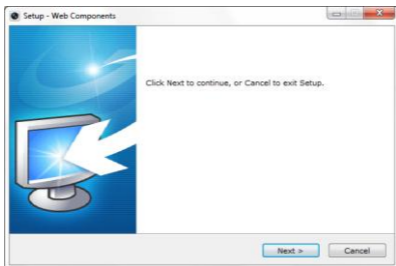 Setup - Web Components
Click Next to continue, or Cancel to exit Setup.
Next >
Cancel